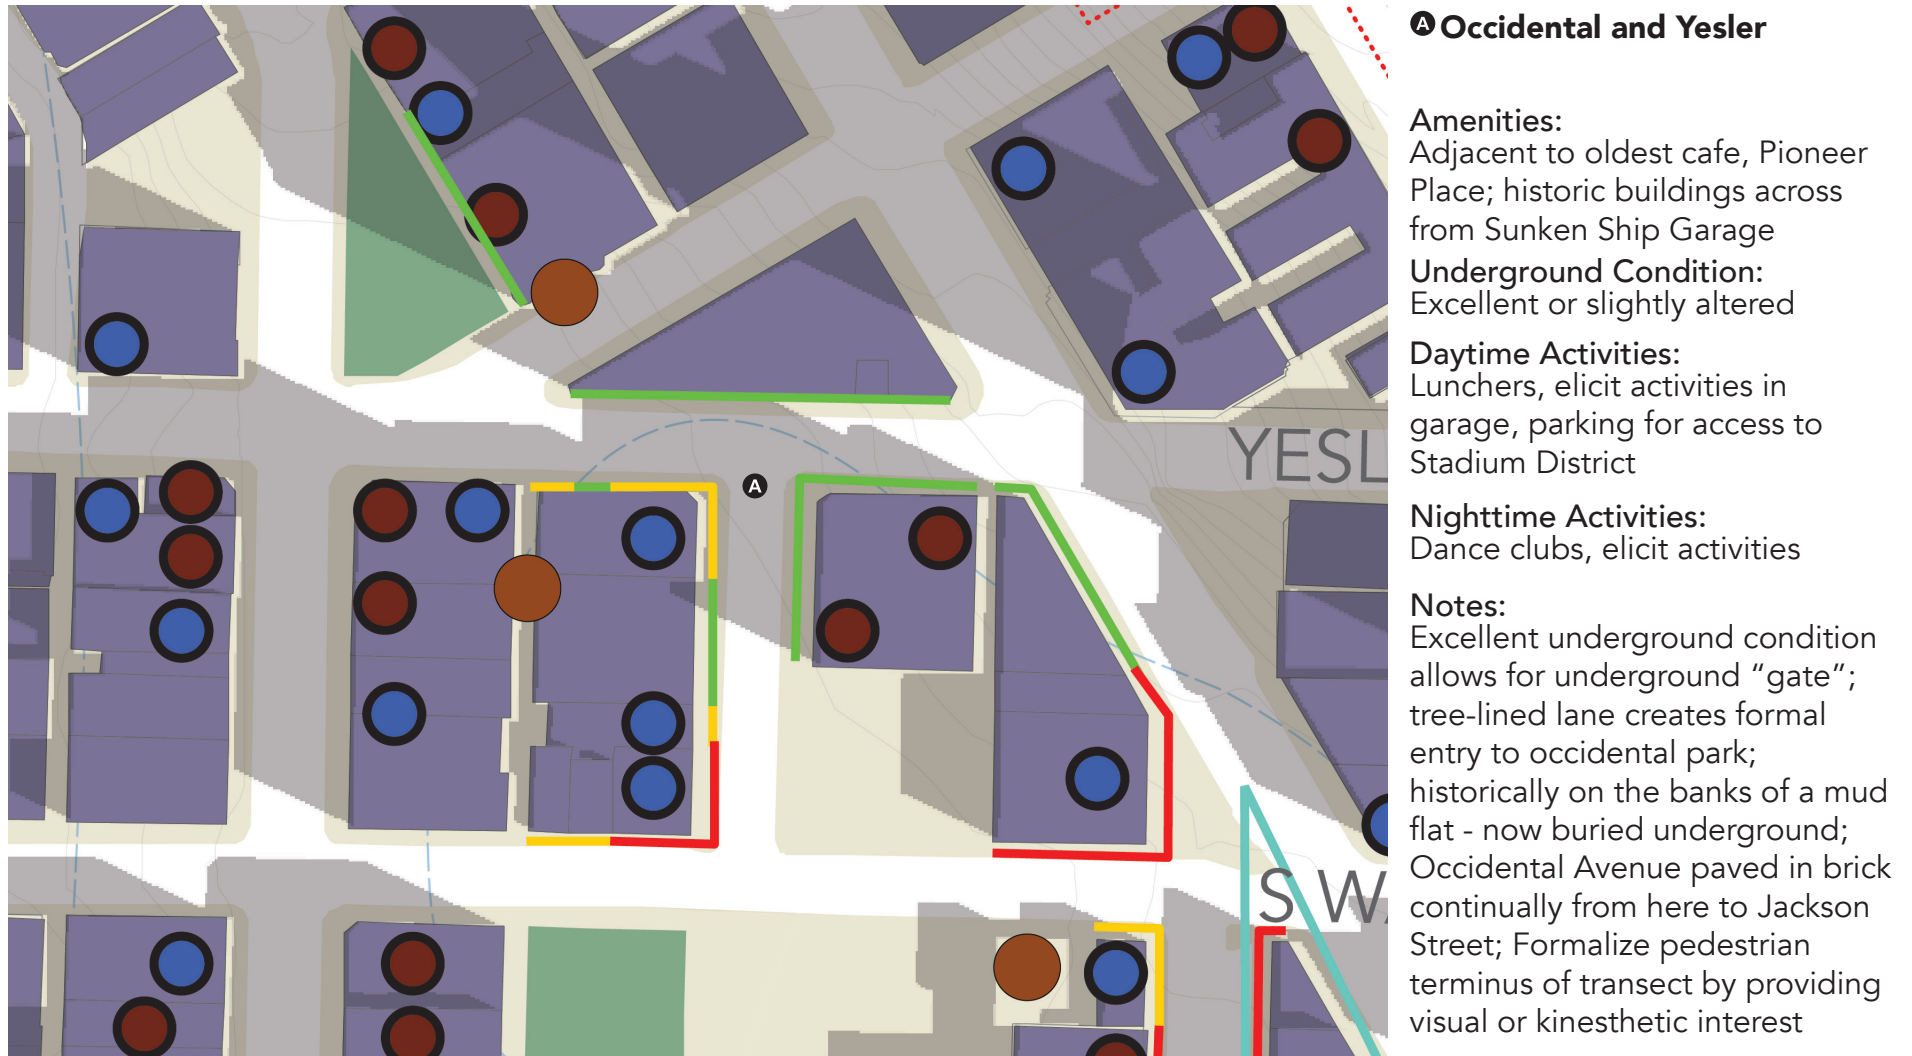 A Occidental and Yesler
Amenities:
Adjacent to oldest cafe, Pioneer
Place; historic buildings across
from Sunken Ship Garage
Underground Condition:
Excellent or slightly altered
Daytime Activities:
Lunchers, elicit activities in
garage, parking for access to
Stadium District
Nighttime Activities:
Dance clubs, elicit activities
Notes:
Excellent underground condition
allows for underground “gate”;
tree-lined lane creates formal
entry to occidental park;
historically on the banks of a mud
flat - now buried underground;
Occidental Avenue paved in brick
continually from here to Jackson
Street; Formalize pedestrian
terminus of transect by providing
visual or kinesthetic interest
YESL
A
S WA